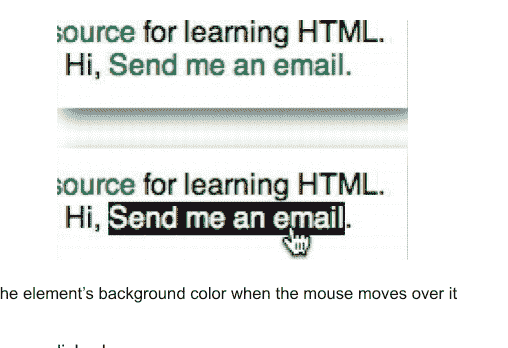 source for learning HTML.
Hi, Send me an email.
source for learning HTML.
Hi, Send me an email.
he element's background color when the mouse moves over it